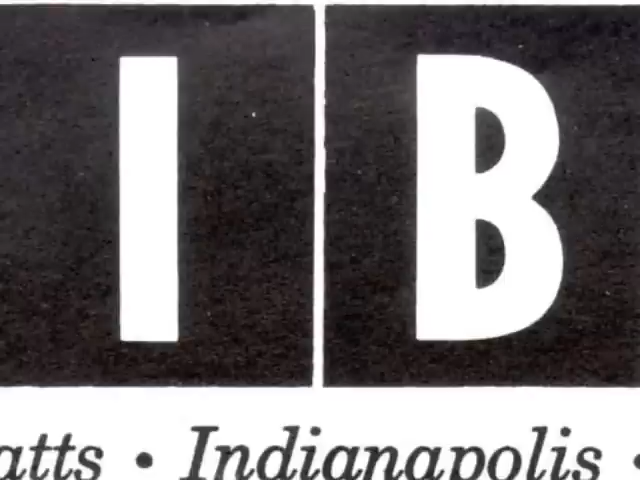 I B
atts • Indianapolis •